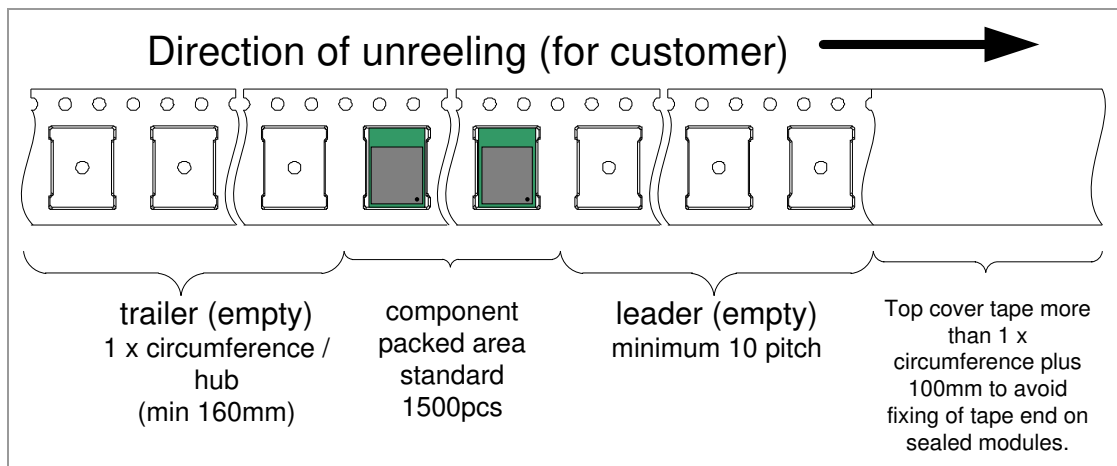 Direction of unreeling (for customer)
trailer (empty)
1 x circumference /
hub
(min 160mm)
component
packed area
standard
1500pcs
leader (empty)
minimum 10 pitch
Top cover tape more
than 1 x
circumference plus
100mm to avoid
fixing of tape end on
sealed modules.